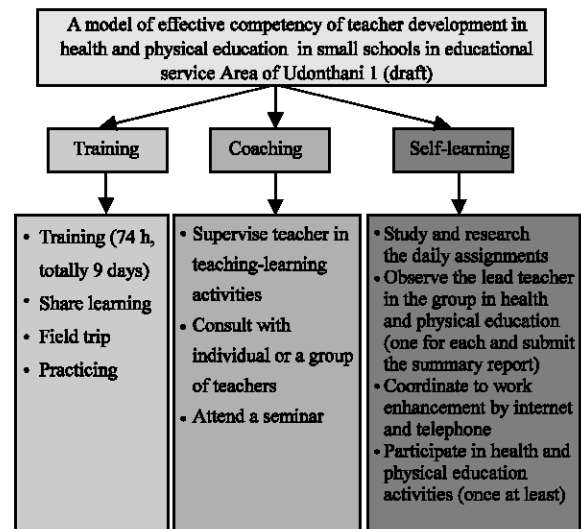 A model of effective competency of teacher development in
health and physical education in small schools in educational
service Area of Udonthani 1 (draft)
Training
Coaching
Self-learning
• Training (74 h,
totally 9 days)
• Share learning
• Field trip
• Practicing
• Supervise teacher in
teaching-learning
activities
• Consult with
individual or a group
of teachers
• Attend a seminar
• Study and research
the daily assignments
• Observe the lead teacher
in the group in health
and physical education
(one for each and submit
the summary report)
• Coordinate to work
enhancement by internet
and telephone
• Participate in health and
physical education
activities (once at least)